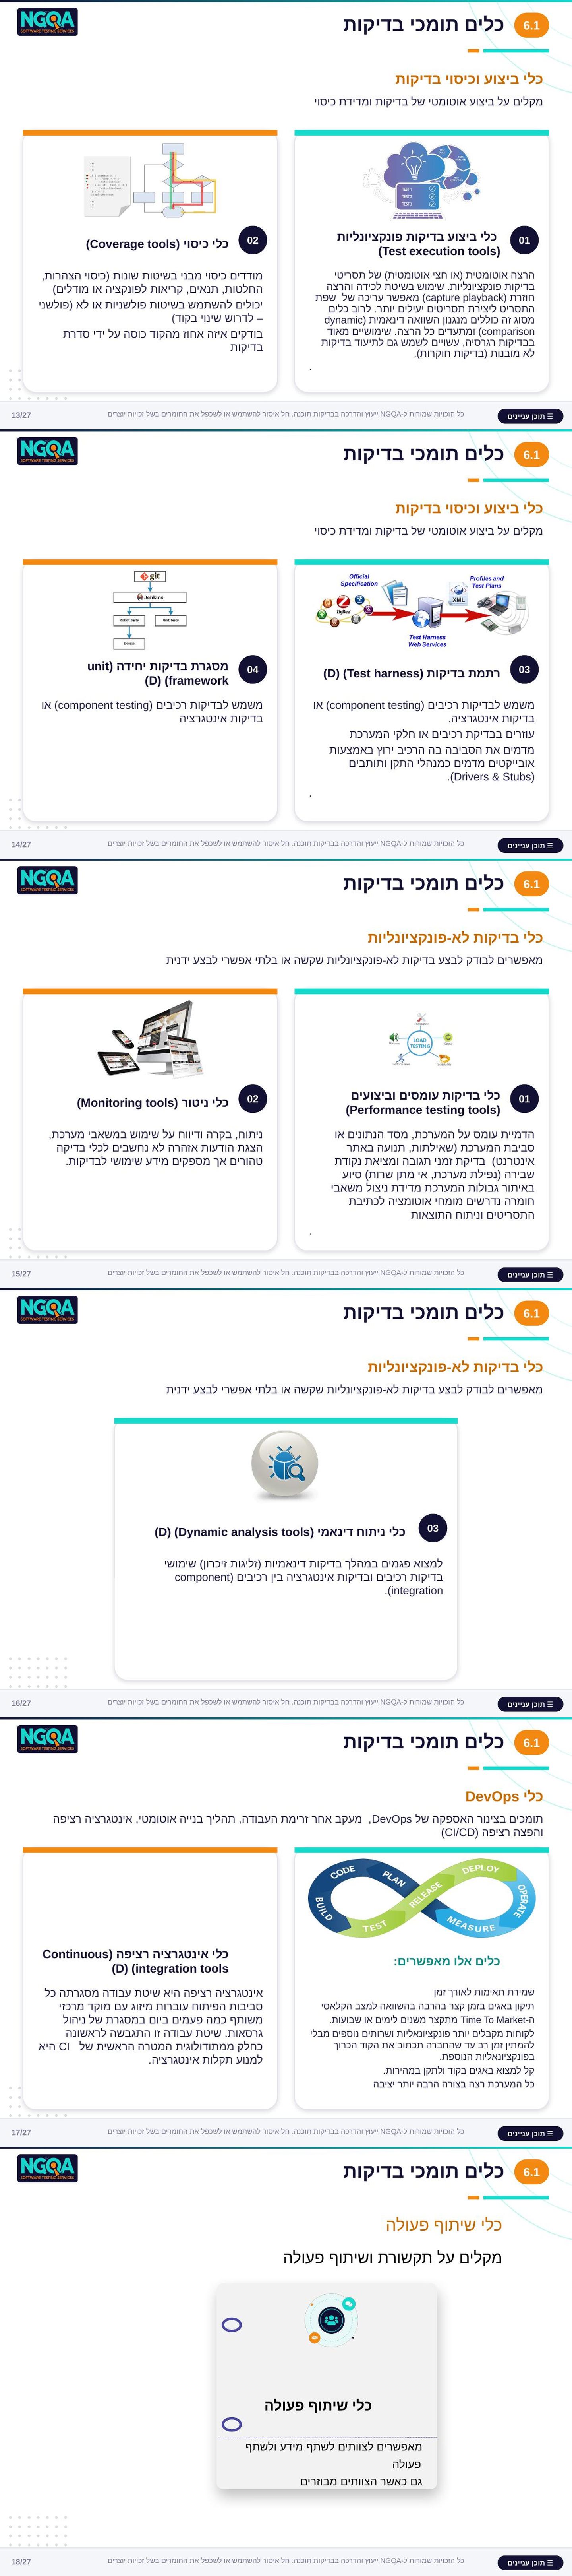 6.1
כלים תומכי בדיקות
NGQA
SOFTWARE TESTING SERVICES
כלי ביצוע וכיסוי בדיקות
מקלים על ביצוע אוטומטי של בדיקות ומדידת כיסוי
TEST 1
TEST 2
TEST 3
01
כלי ביצוע בדיקות פונקציונליות
(Test execution tools)
הרצה אוטומטית (או חצי אוטומטית) של תסריטי
בדיקות פונקציונליות. שימוש בשיטת לכידה והרצה
חוזרת (capture playback) מאפשר עריכה של  שפת
התסריט ליצירת תסריטים יעילים יותר. לרוב כלים
מסוג זה כוללים מנגנון השוואה דינאמית (dynamic
comparison) ומתעדים כל הרצה. שימושיים מאוד
בבדיקות רגרסיה, עשויים לשמש גם לתיעוד בדיקות
לא מובנות (בדיקות חוקרות).
.
02
כלי כיסוי (Coverage tools)
מודדים כיסוי מבני בשיטות שונות (כיסוי הצהרות,
החלטות, תנאים, קריאות לפונקציה או מודלים)
יכולים להשתמש בשיטות פולשניות או לא (פולשני
– לדרוש שינוי בקוד)
בודקים איזה אחוז מהקוד כוסה על ידי סדרת
בדיקות
☰ תוכן עניינים
כל הזכויות שמורות ל-NGQA ייעוץ והדרכה בבדיקות תוכנה. חל איסור להשתמש או לשכפל את החומרים בשל זכויות יוצרים
13/27
6.1
כלים תומכי בדיקות
NGQA
SOFTWARE TESTING SERVICES
כלי ביצוע וכיסוי בדיקות
מקלים על ביצוע אוטומטי של בדיקות ומדידת כיסוי
Official
Specification
Profiles and
Test Plans
XML
Test Harness
Web Services
03
רתמת בדיקות (Test harness) (D)
משמש לבדיקות רכיבים (component testing) או
בדיקות אינטגרציה.
עוזרים בבדיקת רכיבים או חלקי המערכת
מדמים את הסביבה בה הרכיב ירוץ באמצעות
אובייקטים מדמים כמנהלי התקן ותותבים
(Drivers & Stubs).
.
git
Jenkins
04
מסגרת בדיקות יחידה (unit
framework) (D)
משמש לבדיקות רכיבים (component testing) או
בדיקות אינטגרציה
☰ תוכן עניינים
כל הזכויות שמורות ל-NGQA ייעוץ והדרכה בבדיקות תוכנה. חל איסור להשתמש או לשכפל את החומרים בשל זכויות יוצרים
14/27
6.1
כלים תומכי בדיקות
NGQA
SOFTWARE TESTING SERVICES
כלי בדיקות לא-פונקציונליות
מאפשרים לבודק לבצע בדיקות לא-פונקציונליות שקשה או בלתי אפשרי לבצע ידנית
LOAD
TESTING
01
כלי בדיקות עומסים וביצועים
(Performance testing tools)
הדמיית עומס על המערכת, מסד הנתונים או
סביבת המערכת (שאילתות, תנועה באתר
אינטרנט)  בדיקת זמני תגובה ומציאת נקודת
שבירה (נפילת מערכת, אי מתן שרות) סיוע
באיתור גבולות המערכת מדידת ניצול משאבי
חומרה נדרשים מומחי אוטומציה לכתיבת
התסריטים וניתוח התוצאות
.
02
כלי ניטור (Monitoring tools)
ניתוח, בקרה ודיווח על שימוש במשאבי מערכת,
הצגת הודעות אזהרה לא נחשבים לכלי בדיקה
טהורים אך מספקים מידע שימושי לבדיקות.
☰ תוכן עניינים
כל הזכויות שמורות ל-NGQA ייעוץ והדרכה בבדיקות תוכנה. חל איסור להשתמש או לשכפל את החומרים בשל זכויות יוצרים
15/27
6.1
כלים תומכי בדיקות
NGQA
SOFTWARE TESTING SERVICES
כלי בדיקות לא-פונקציונליות
מאפשרים לבודק לבצע בדיקות לא-פונקציונליות שקשה או בלתי אפשרי לבצע ידנית
03
כלי ניתוח דינאמי (Dynamic analysis tools) (D)
למצוא פגמים במהלך בדיקות דינאמיות (זליגות זיכרון) שימושי
בדיקות רכיבים ובדיקות אינטגרציה בין רכיבים (component
integration).
☰ תוכן עניינים
כל הזכויות שמורות ל-NGQA ייעוץ והדרכה בבדיקות תוכנה. חל איסור להשתמש או לשכפל את החומרים בשל זכויות יוצרים
16/27
6.1
כלים תומכי בדיקות
NGQA
SOFTWARE TESTING SERVICES
כלי DevOps
תומכים בצינור האספקה של DevOps,  מעקב אחר זרימת העבודה, תהליך בנייה אוטומטי, אינטגרציה רציפה
והפצה רציפה (CI/CD)
CODE
PLAN
BUILD
TEST
RELEASE
DEPLOY
OPERATE
MEASURE
כלים אלו מאפשרים:
שמירת תאימות לאורך זמן
תיקון באגים בזמן קצר בהרבה בהשוואה למצב הקלאסי
ה-Time To Market מתקצר משנים לימים או שבועות.
לקוחות מקבלים יותר פונקציונאליות ושרותים נוספים מבלי
להמתין זמן רב עד שהחברה תכתוב את הקוד הכרוך
בפונקציונאליות הנוספת.
קל למצוא באגים בקוד ולתקן במהירות.
כל המערכת רצה בצורה הרבה יותר יציבה
כלי אינטגרציה רציפה (Continuous
integration tools) (D)
אינטגרציה רציפה היא שיטת עבודה מסגרתה כל
סביבות הפיתוח עוברות מיזוג עם מוקד מרכזי
משותף כמה פעמים ביום במסגרת של ניהול
גרסאות. שיטת עבודה זו התגבשה לראשונה
כחלק ממתודולוגית המטרה הראשית של   CI היא
למנוע תקלות אינטגרציה.
☰ תוכן עניינים
כל הזכויות שמורות ל-NGQA ייעוץ והדרכה בבדיקות תוכנה. חל איסור להשתמש או לשכפל את החומרים בשל זכויות יוצרים
17/27
6.1
כלים תומכי בדיקות
NGQA
SOFTWARE TESTING SERVICES
כלי שיתוף פעולה
מקלים על תקשורת ושיתוף פעולה
כלי שיתוף פעולה
מאפשרים לצוותים לשתף מידע ולשתף
פעולה
גם כאשר הצוותים מבוזרים
☰ תוכן עניינים
כל הזכויות שמורות ל-NGQA ייעוץ והדרכה בבדיקות תוכנה. חל איסור להשתמש או לשכפל את החומרים בשל זכויות יוצרים
18/27